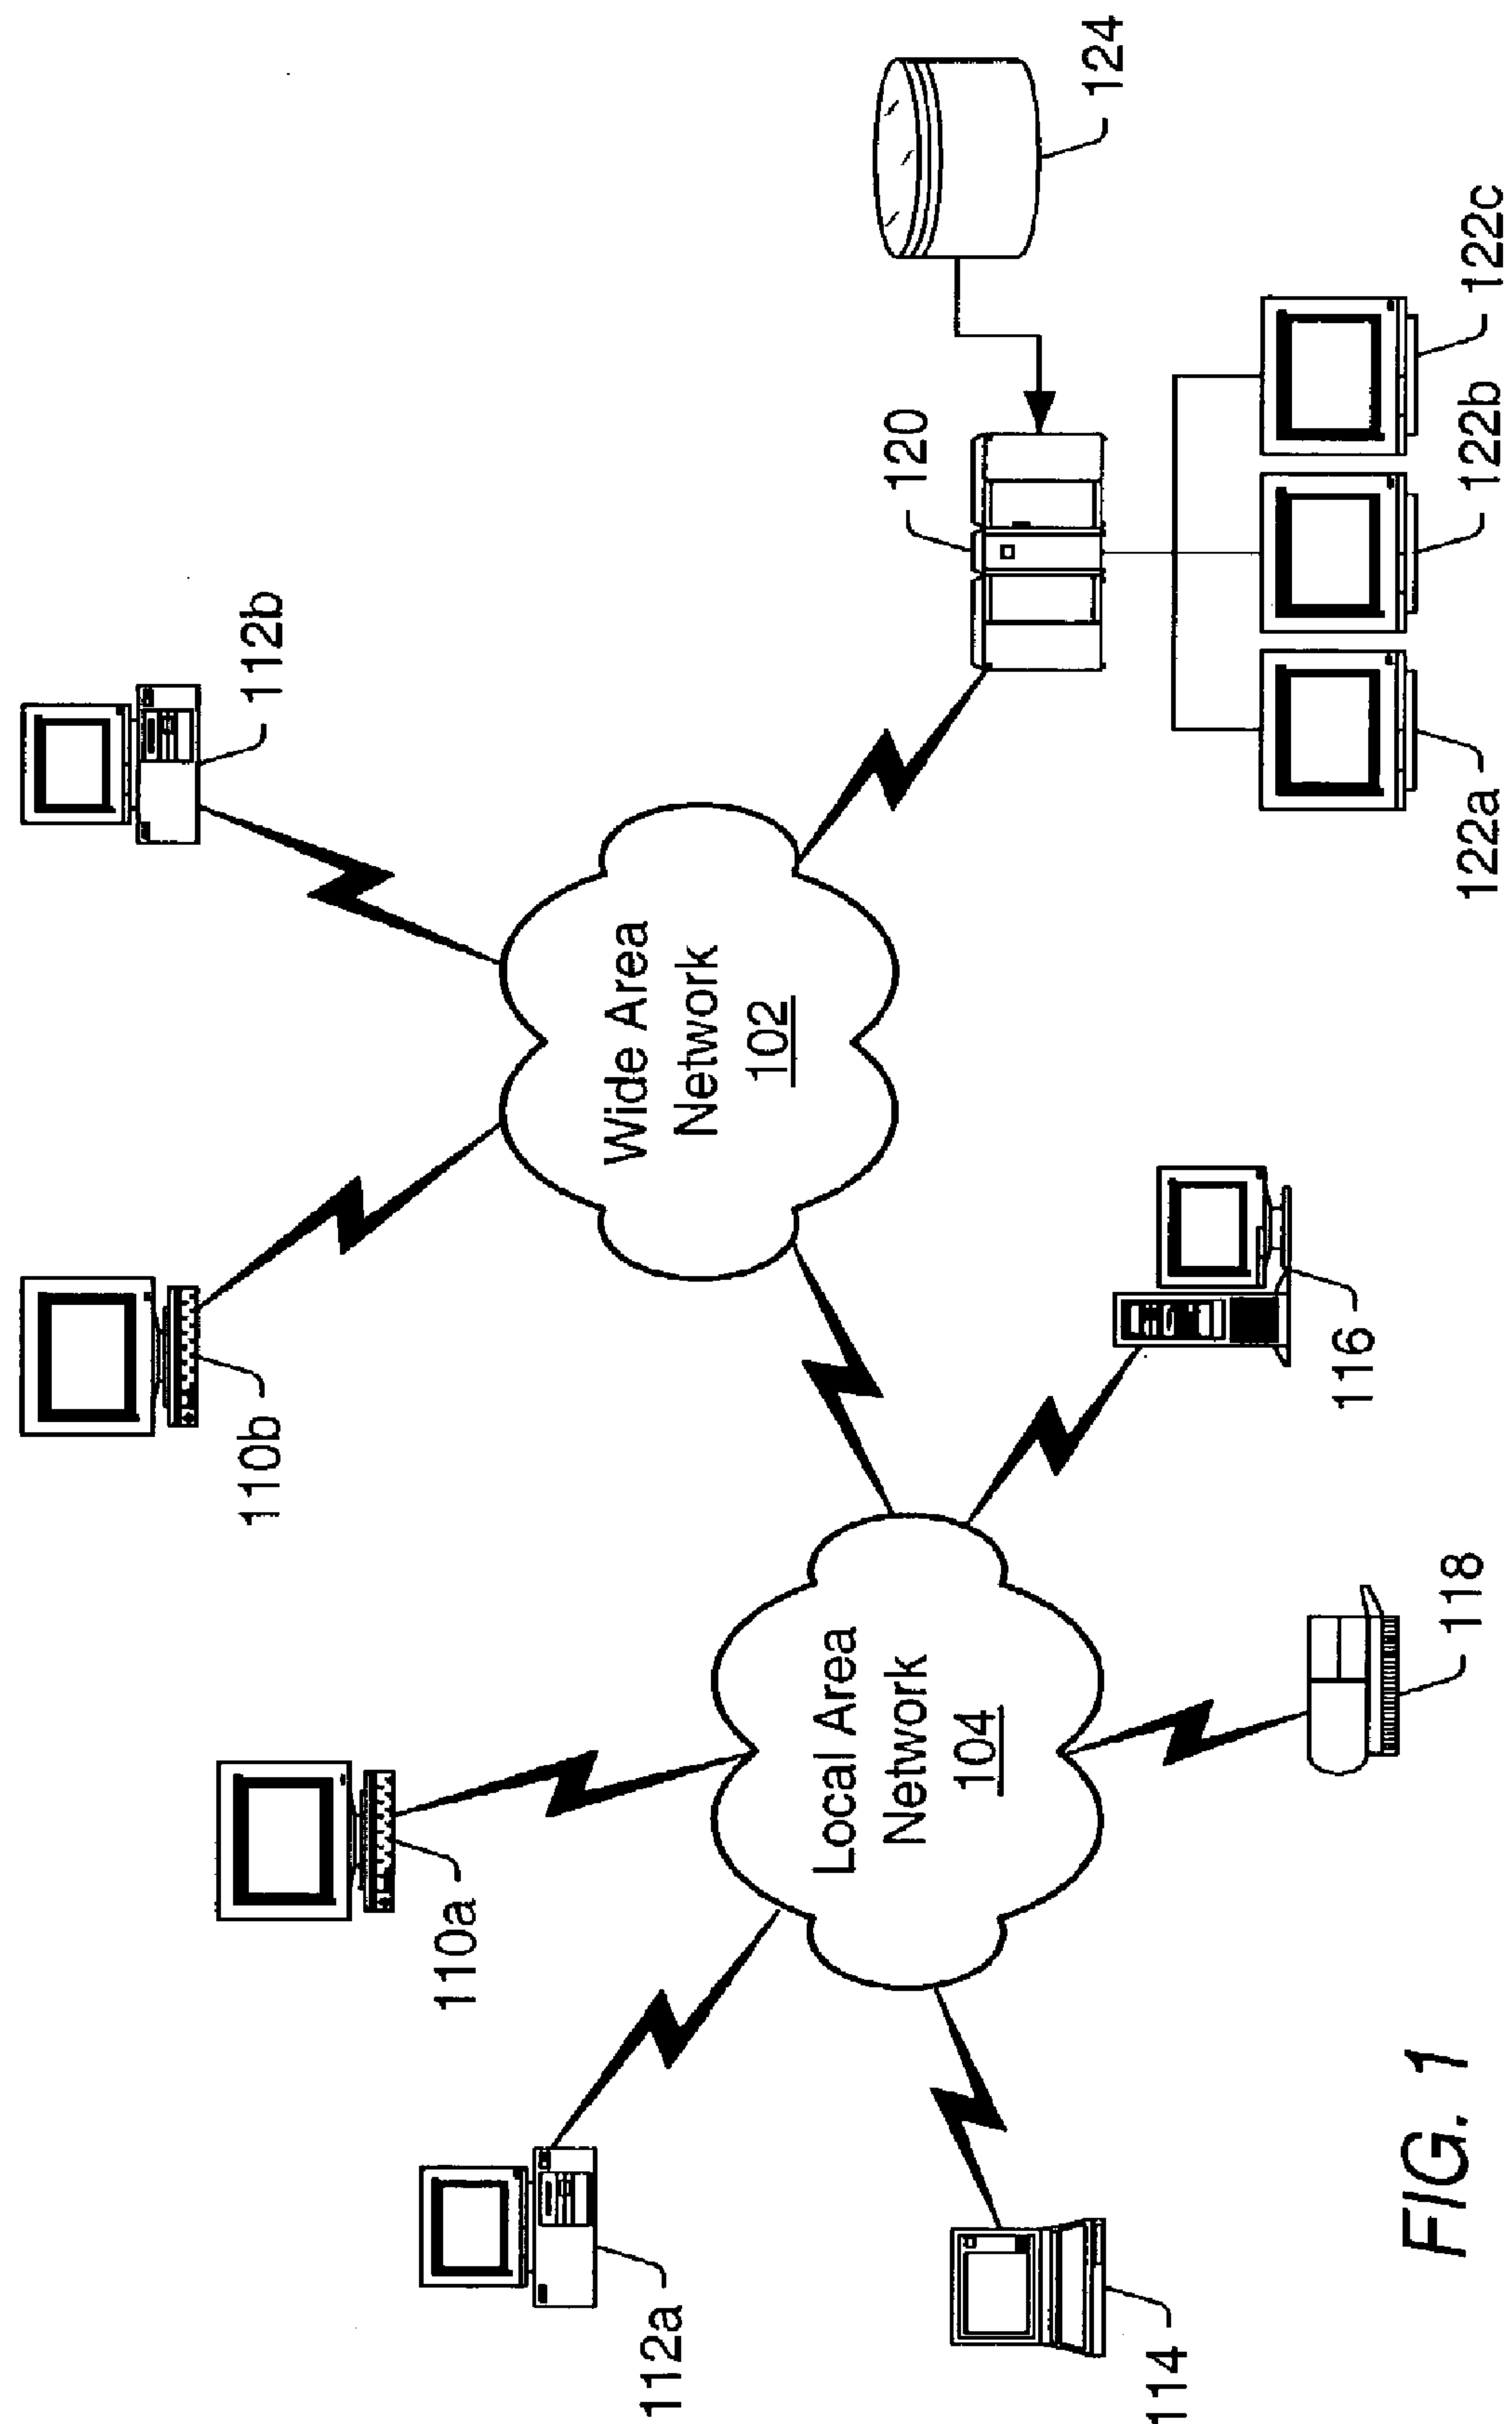 112b
110b
124
110a
120
Wide Area
Network
102
112a
122c
122b
122a
Local Area
Network
104
116
118
114
FIG. 1